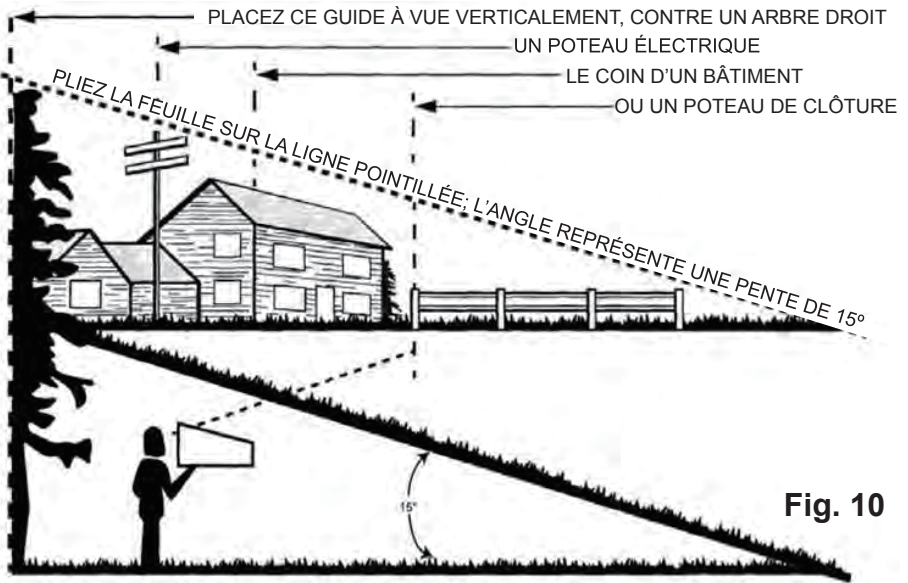 PLACEZ CE GUIDE À VUE VERTICALEMENT, CONTRE UN ARBRE DROIT
UN POTEAU ÉLECTRIQUE
LE COIN D'UN BÂTIMENT
OU UN POTEAU DE CLÔTURE
PLIEZ LA FEUILLE SUR LA LIGNE POINTILLÉE; L'ANGLE REPRÉSENTE UNE PENTE DE 15º
15°
Fig. 10